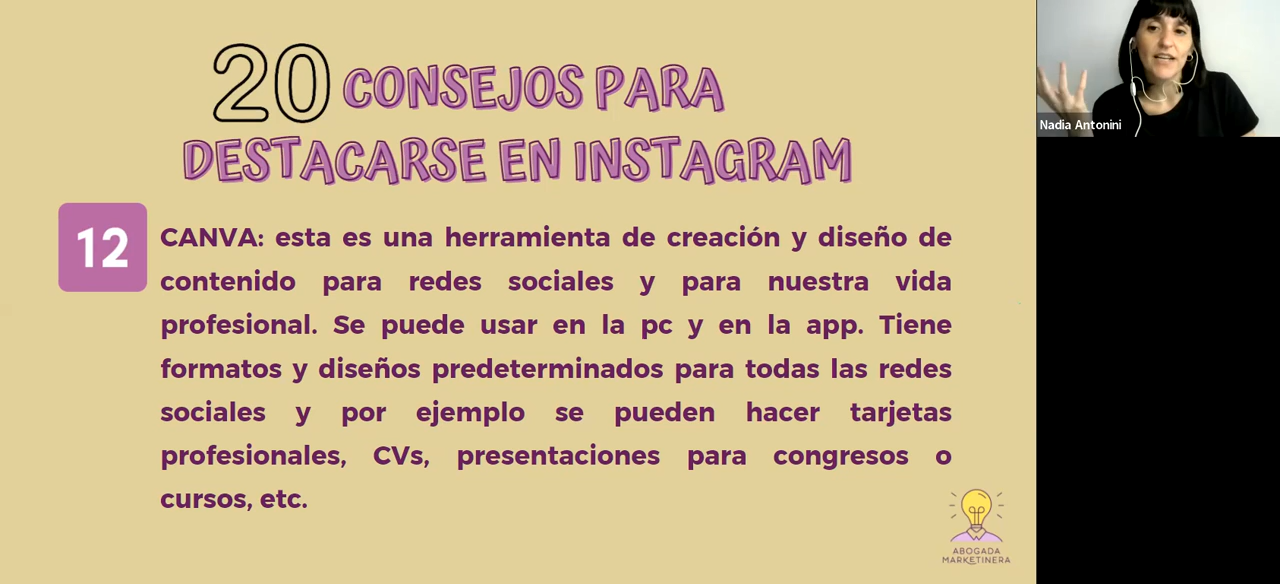 20 CONSEJOS PARA
DESTACARSE EN INSTAGRAM
12
CANVA: esta es una herramienta de creación y diseño de
contenido para redes sociales y para nuestra vida
profesional. Se puede usar en la pc y en la app. Tiene
formatos y diseños predeterminados para todas las redes
sociales y por ejemplo se pueden hacer tarjetas
profesionales, CVs, presentaciones para congresos o
cursos, etc.
ABOGADA
MARKETINERA
Nadia Antonini